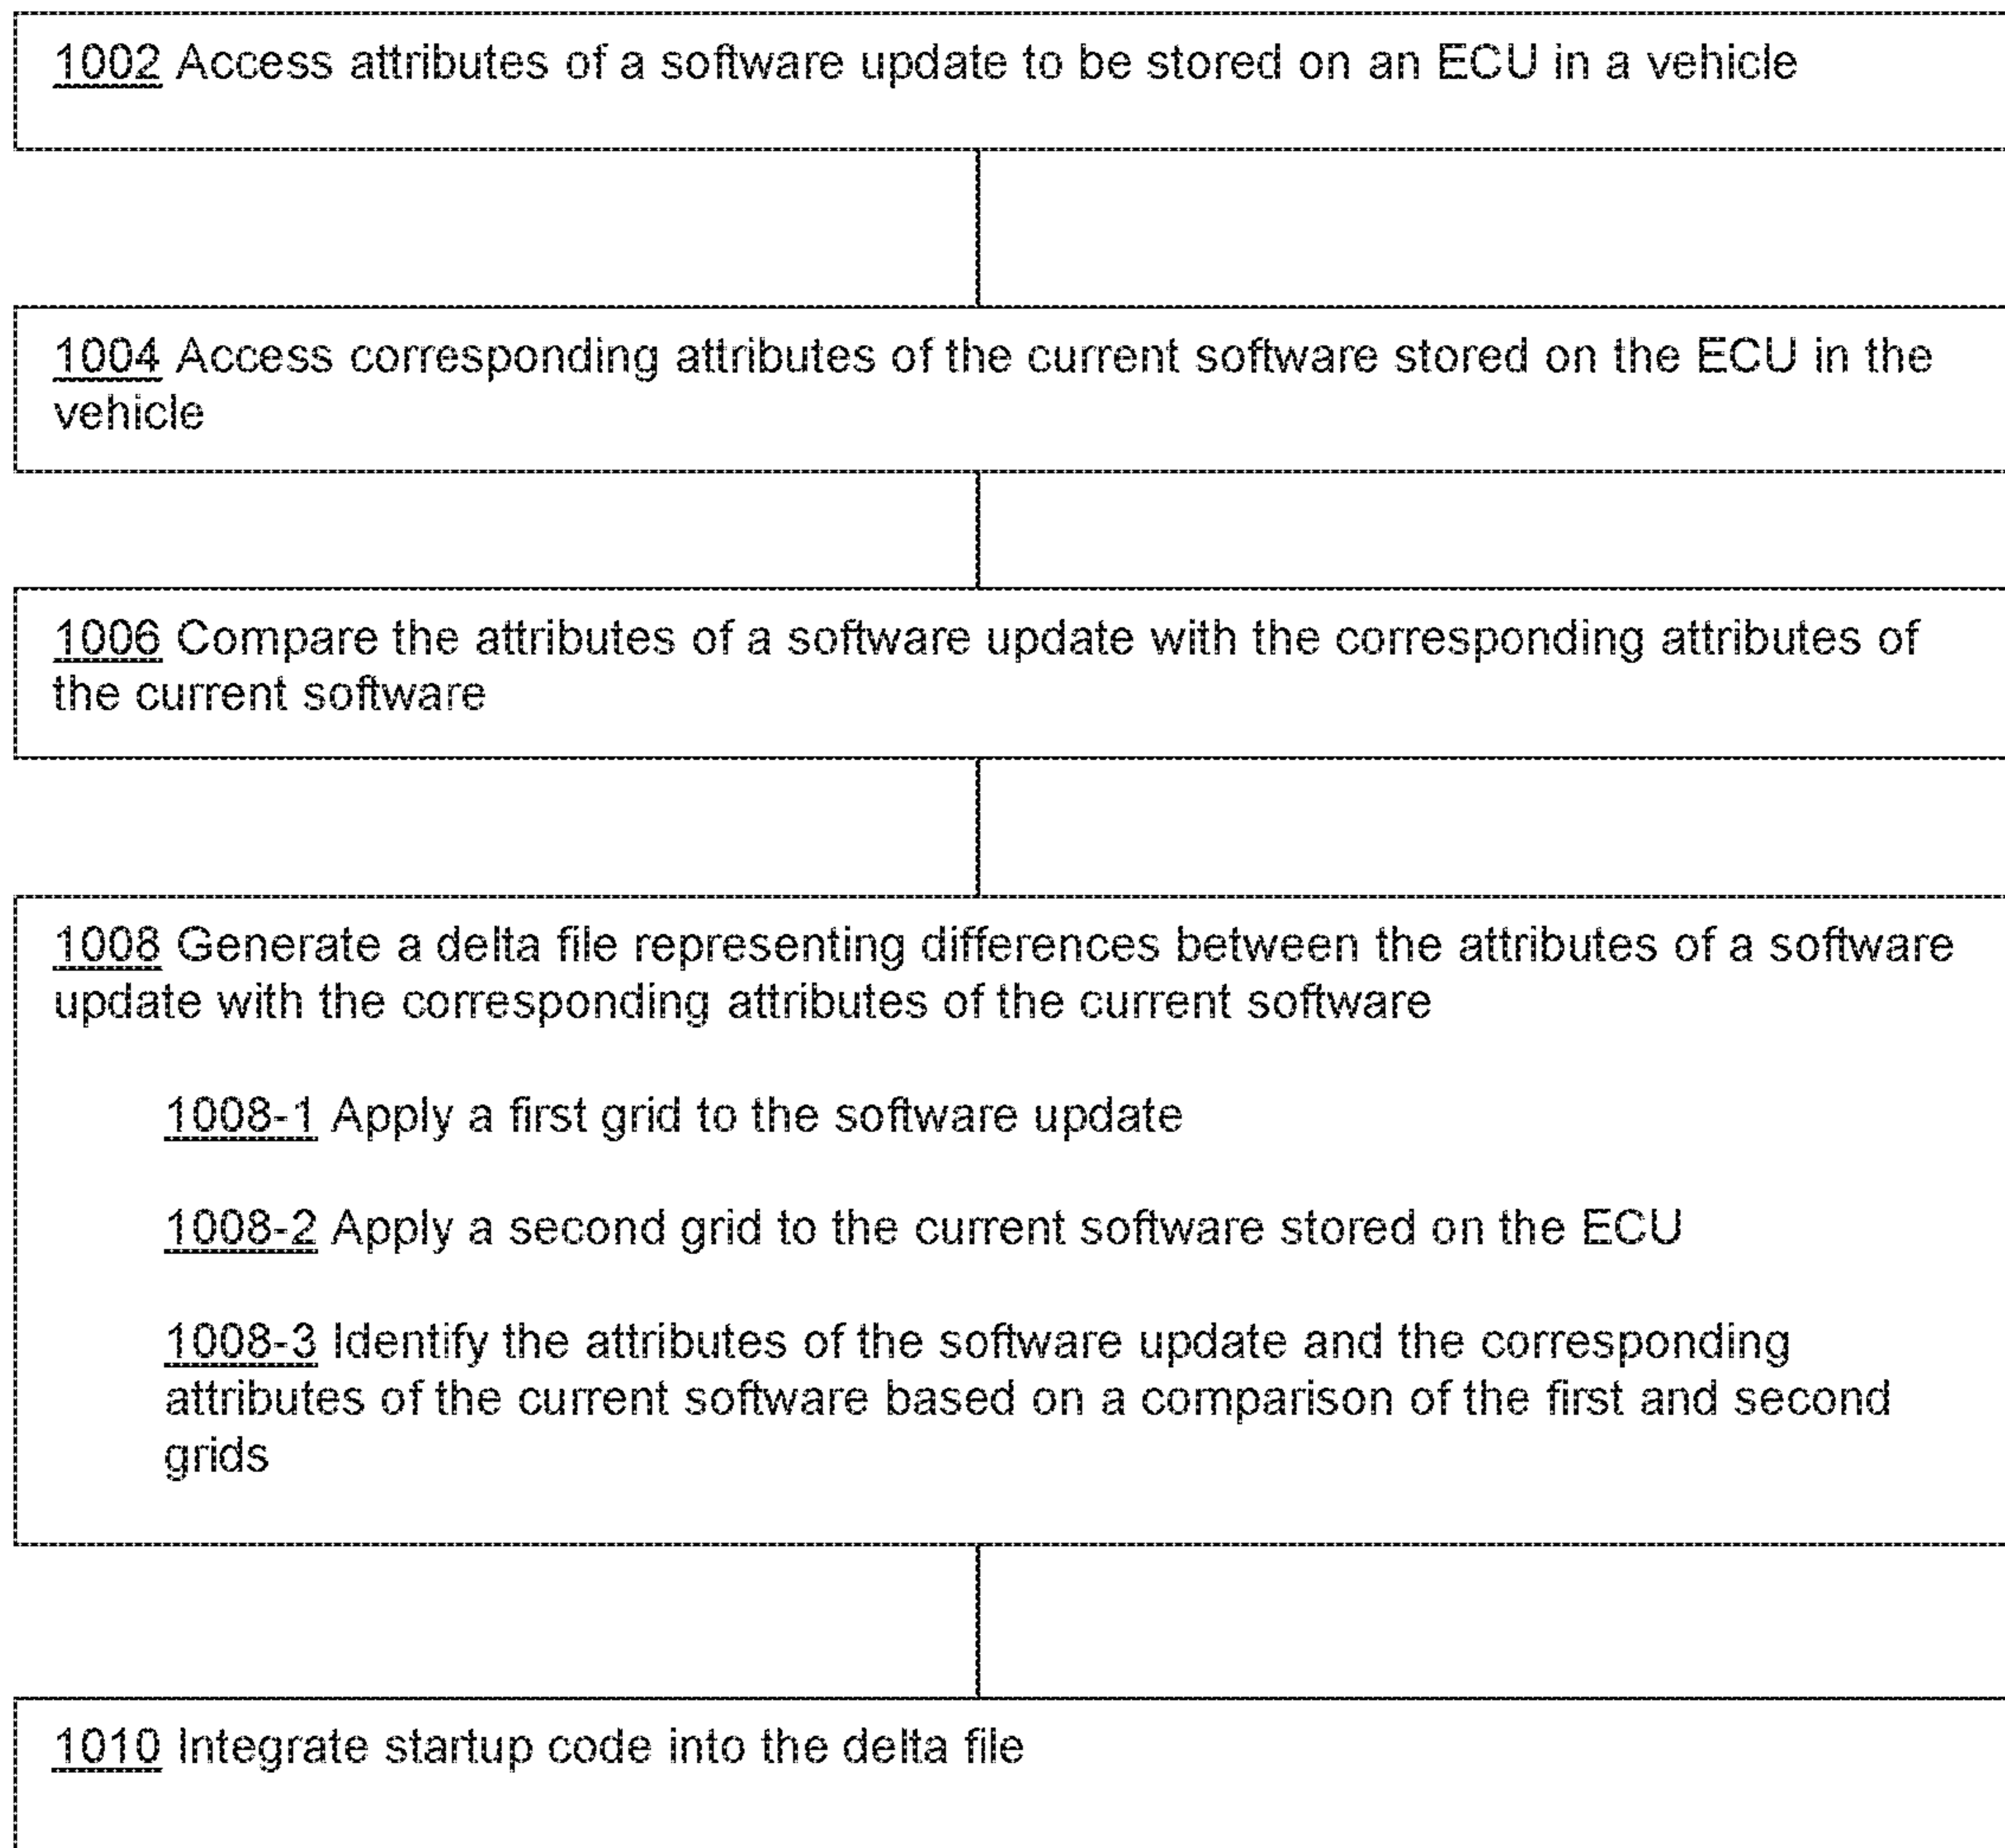 1002 Access attributes of a software update to be stored on an ECU in a vehicle
1004 Access corresponding attributes of the current software stored on the ECU in the
vehicle
1006 Compare the attributes of a software update with the corresponding attributes of
the current software
1008 Generate a delta file representing differences between the attributes of a software
update with the corresponding attributes of the current software
1008-1 Apply a first grid to the software update
1008-2 Apply a second grid to the current software stored on the ECU
1008-3 Identify the attributes of the software update and the corresponding
attributes of the current software based on a comparison of the first and second
grids
1010 Integrate startup code into the delta file